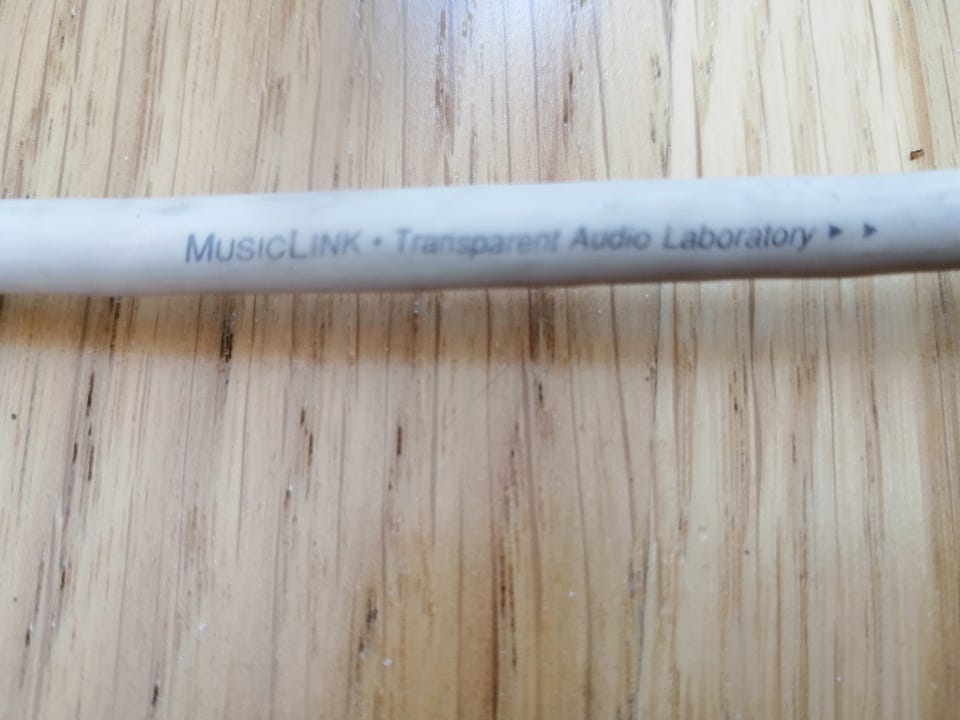 MUSICLINK • Transparent Audio Laboratory ▶ ▶